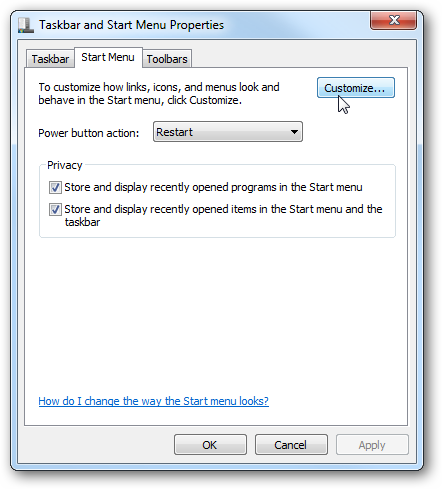 Taskbar and Start Menu Properties
Taskbar Start Menu Toolbars
To customize how links, icons, and menus look and
behave in the Start menu, click Customize.
Customize...
Power button action: Restart
Privacy
Store and display recently opened programs in the Start menu
Store and display recently opened items in the Start menu and the
taskbar
How do I change the way the Start menu looks?
OK Cancel Apply